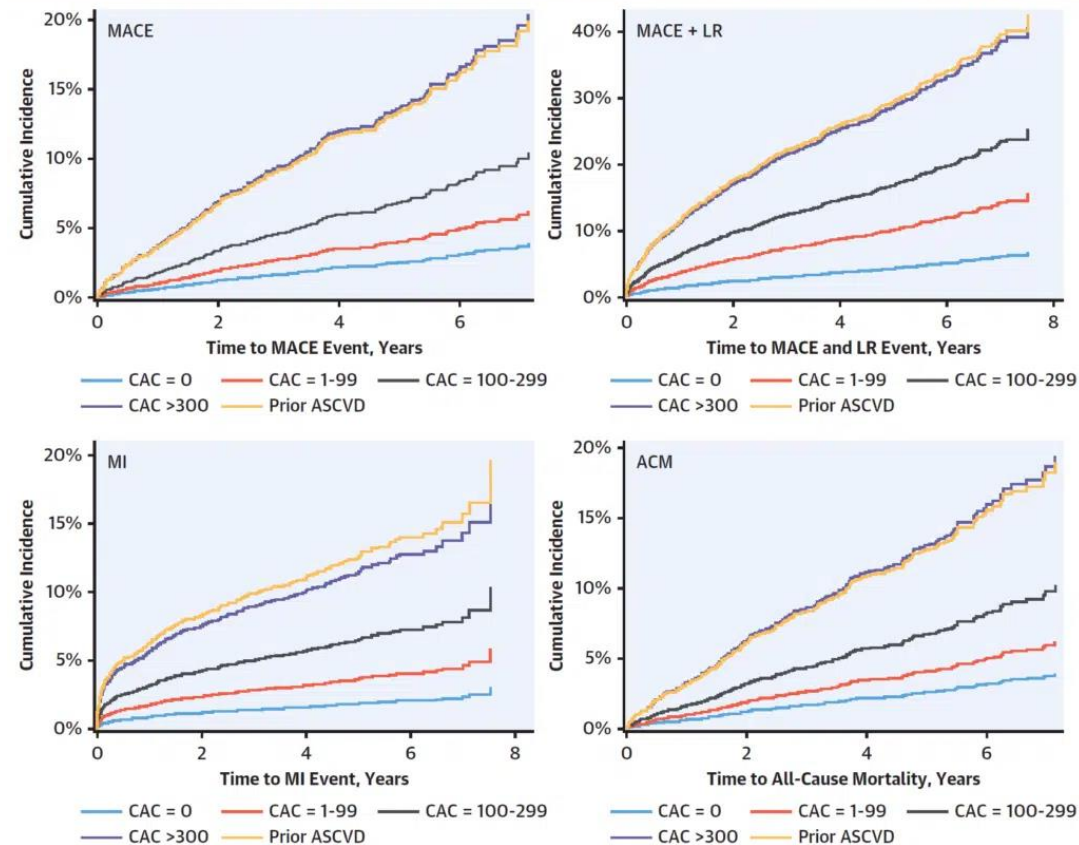 MACE
Cumulative Incidence
20%
15%
10%
5%
0%
0 2 4 6
Time to MACE Event, Years
CAC = 0 CAC = 1-99 CAC = 100-299
CAC >300 Prior ASCVD
MACE + LR
Cumulative Incidence
40%
30%
20%
10%
0%
0 2 4 6 8
Time to MACE and LR Event, Years
CAC = 0 CAC = 1-99 CAC = 100-299
CAC >300 Prior ASCVD
MI
Cumulative Incidence
20%
15%
10%
5%
0%
0 2 4 6 8
Time to MI Event, Years
CAC = 0 CAC = 1-99 CAC = 100-299
CAC >300 Prior ASCVD
ACM
Cumulative Incidence
20%
15%
10%
5%
0%
0 2 4 6
Time to All-Cause Mortality, Years
CAC = 0 CAC = 1-99 CAC = 100-299
CAC >300 Prior ASCVD